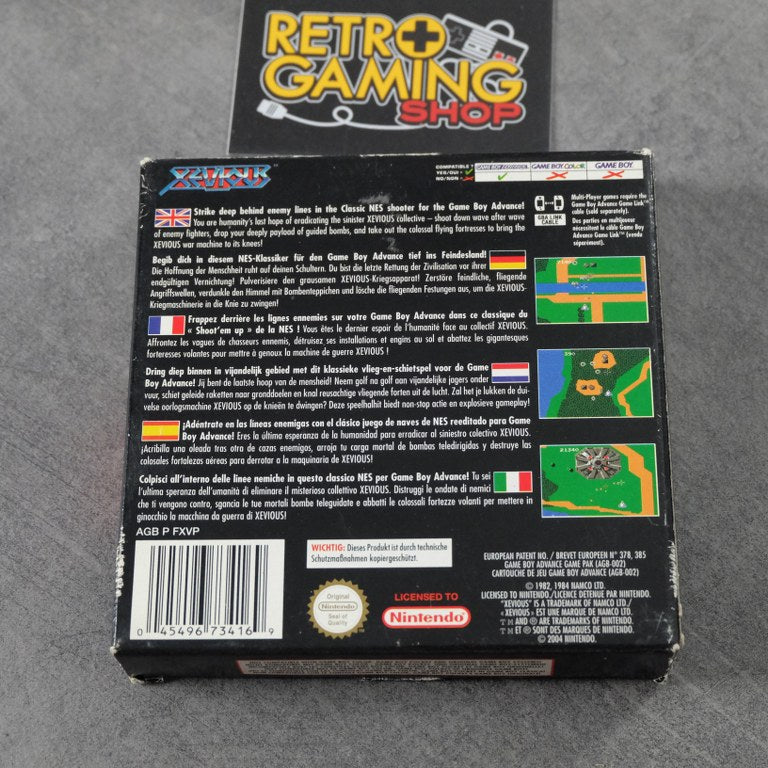 RETRO
GAMING
SHOP
XEVIOUS™
COMPATIBLE?
YES/OUI =
NO/NON =
GAME BOY ADVANCE
GAME BOY COLOR
GAME BOY
Strike deep behind enemy lines in the Classic NES shooter for the Game Boy Advance!
You are humanity's last hope of eradicating the sinister XEVIOUS collective – shoot down wave after wave
of enemy fighters, drop your deeply payload of guided bombs, and take out the colossal flying fortresses to bring the
XEVIOUS war machine to its knees!
GBA LINK
CABLE
Multi-Player games require the
Game Boy Advance Game Link™
cable (sold separately).
Des parties en multijoueur
nécessitent le câble Game Boy
Advance Game Link™ (vendu
séparément).
Begib dich in diesem NES-Klassiker für den Game Boy Advance tief ins Feindesland!
Die Hoffnung der Menschheit ruht auf deinen Schultern. Du bist die letzte Rettung der Zivilisation vor ihrer
endgültigen Vernichtung! Pulverisiere den grausamen XEVIOUS-Kriegsapparat! Zerstöre feindliche, fliegende
Angriffswellen, verdunkle den Himmel mit Bombenteppichen und lösche die fliegenden Festungen aus, um die XEVIOUS-
Kriegmaschinerie in die Knie zu zwingen!
Frappez derrière les lignes ennemies sur votre Game Boy Advance dans ce classique du
« Shoot'em up » de la NES ! Vous êtes le dernier espoir de l'humanité face au collectif XEVIOUS.
Affrontez les vagues de chasseurs ennemis, détruisez ses installations et engins au sol et abattez les gigantesques
forteresses volantes pour mettre à genoux la machine de guerre XEVIOUS !
Dring diep binnen in vijandelijk gebied met dit klassieke vlieg-en-schietspel voor de Game
Boy Advance! Jij bent de laatste hoop van de mensheid! Neem golf na golf aan vijandelijke jagers onder
vuur, schiet geleide raketten naar gronddoelen en knal reusachtige vliegende forten uit de lucht. Zal het je lukken de dui-
velse oorlogsmachine XEVIOUS op de knieën te dwingen? Deze speelhalhit biedt non-stop actie en explosieve gameplay!
390
¡Adéntrate en las líneas enemigas con el clásico juego de naves de NES reeditado para Game
Boy Advance! Eres la última esperanza de la humanidad para erradicar al siniestro colectivo XEVIOUS.
¡Acribilla una oleada tras otra de cazas enemigas, arroja tu carga mortal de bombas teledirigidas y destruye las
colosales fortalezas aéreas para derrotar a la maquinaria de XEVIOUS!
21340
Colpisci all'interno delle linee nemiche in questo classico NES per Game Boy Advance! Tu sei
l'ultima speranza dell'umanità di eliminare il misterioso collettivo XEVIOUS. Distruggi le ondate di nemici
che ti vengono contro, sgancia le tue mortali bombe teleguidate e abbatti le colossali fortezze volanti per mettere in
ginocchio la macchina da guerra di XEVIOUS!
AGB P FXVP
0 45496 73416 9
WICHTIG: Dieses Produkt ist durch technische
Schutzmaßnahmen kopiergeschützt.
Original
Nintendo
Seal of
Quality
LICENSED TO
Nintendo
EUROPEAN PATENT NO. / BREVET EUROPEEN N° 378, 385
GAME BOY ADVANCE GAME PAK (AGB-002)
CARTOUCHE DE JEU GAME BOY ADVANCE (AGB-002)
© 1982, 1984 NAMCO LTD.
LICENSED TO NINTENDO/LICENCE DETENUE PAR NINTENDO.
"XEVIOUS" IS A TRADEMARK OF NAMCO LTD./
« XEVIOUS » EST UNE MARQUE DE NAMCO LTD.
TM AND ® ARE TRADEMARKS OF NINTENDO.
TM ET ® SONT DES MARQUES DE NINTENDO.
© 2004 NINTENDO.